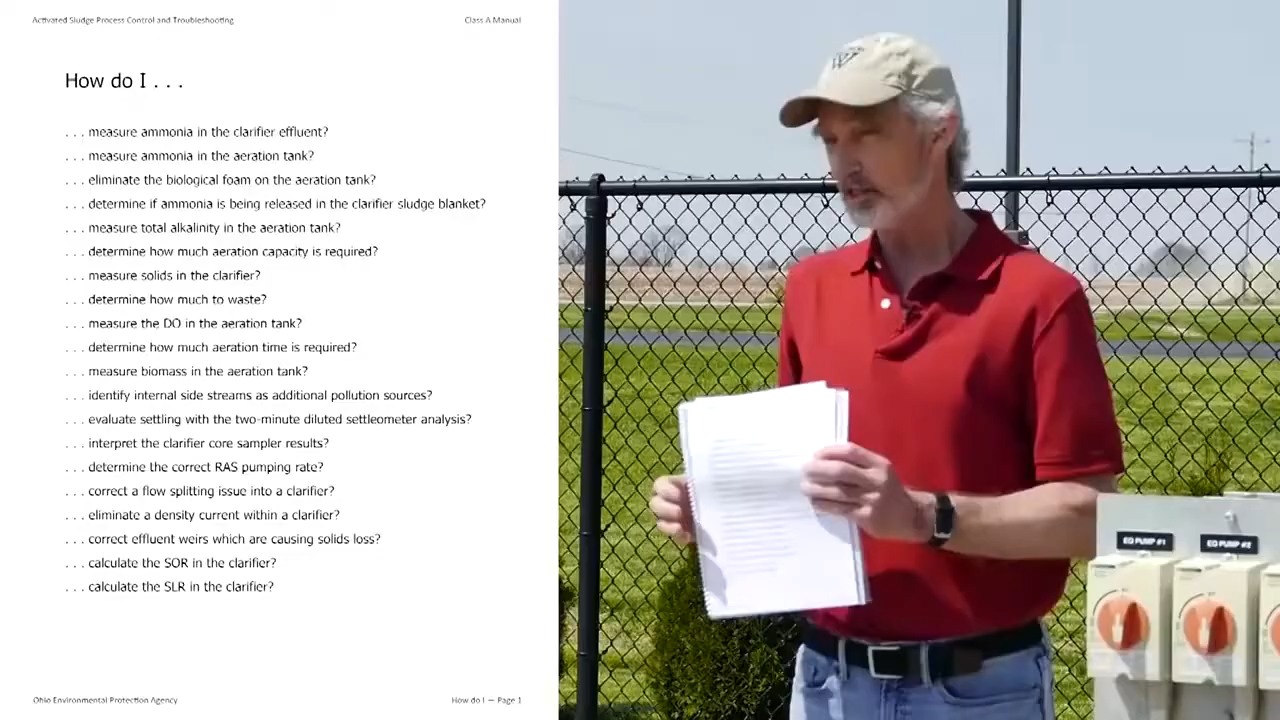 Activated Sludge Process Control and Troubleshooting
Class A Manual
How do I . . .
. . . measure ammonia in the clarifier effluent?
. . . measure ammonia in the aeration tank?
. . . eliminate the biological foam on the aeration tank?
. . . determine if ammonia is being released in the clarifier sludge blanket?
. . . measure total alkalinity in the aeration tank?
. . . determine how much aeration capacity is required?
. . . measure solids in the clarifier?
. . . determine how much to waste?
. . . measure the DO in the aeration tank?
. . . determine how much aeration time is required?
. . . measure biomass in the aeration tank?
. . . identify internal side streams as additional pollution sources?
. . . evaluate settling with the two-minute diluted settleometer analysis?
. . . interpret the clarifier core sampler results?
. . . determine the correct RAS pumping rate?
. . . correct a flow splitting issue into a clarifier?
. . . eliminate a density current within a clarifier?
. . . correct effluent weirs which are causing solids loss?
. . . calculate the SOR in the clarifier?
. . . calculate the SLR in the clarifier?
Ohio Environmental Protection Agency
How do I — Page 1
EQ PUMP #1
EQ PUMP #2